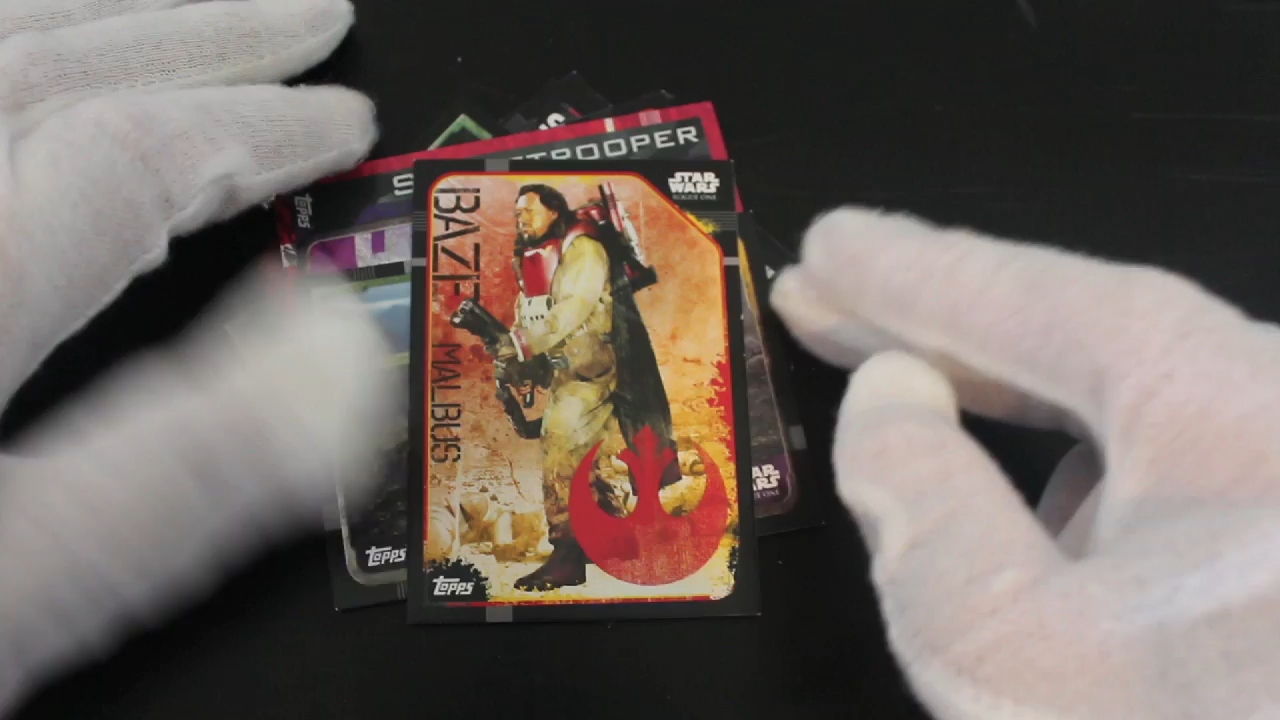 TROOPER
STAR
WARS
ROGUE ONE
BAZE
MALBUS
TOPPS
TOPPS
TOPPS